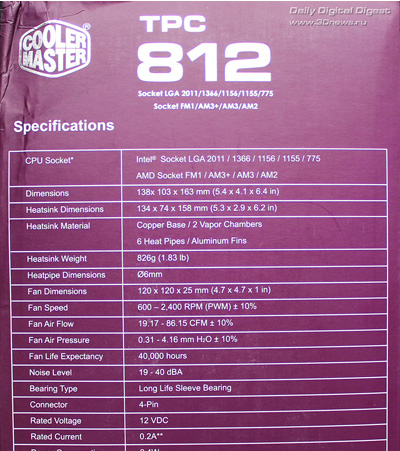 Daily Digital Digest
www.3Dnews.ru
COOLER
MASTER
TPC
812
Socket LGA 2011/1366/1156/1155/775
Socket FM1/AM3+/AM3/AM2
Specifications
CPU Socket* Intel® Socket LGA 2011 / 1366 / 1156 / 1155 / 775
AMD Socket FM1 / AM3+ / AM3 / AM2
Dimensions 138x 103 x 163 mm (5.4 x 4.1 x 6.4 in)
Heatsink Dimensions 134 x 74 x 158 mm (5.3 x 2.9 x 6.2 in)
Heatsink Material Copper Base / 2 Vapor Chambers
6 Heat Pipes / Aluminum Fins
Heatsink Weight 826g (1.83 lb)
Heatpipe Dimensions Ø6mm
Fan Dimensions 120 x 120 x 25 mm (4.7 x 4.7 x 1 in)
Fan Speed 600 – 2,400 RPM (PWM) ± 10%
Fan Air Flow 19.17 - 86.15 CFM ± 10%
Fan Air Pressure 0.31 - 4.16 mm H₂O ± 10%
Fan Life Expectancy 40,000 hours
Noise Level 19 - 40 dBA
Bearing Type Long Life Sleeve Bearing
Connector 4-Pin
Rated Voltage 12 VDC
Rated Current 0.2A**